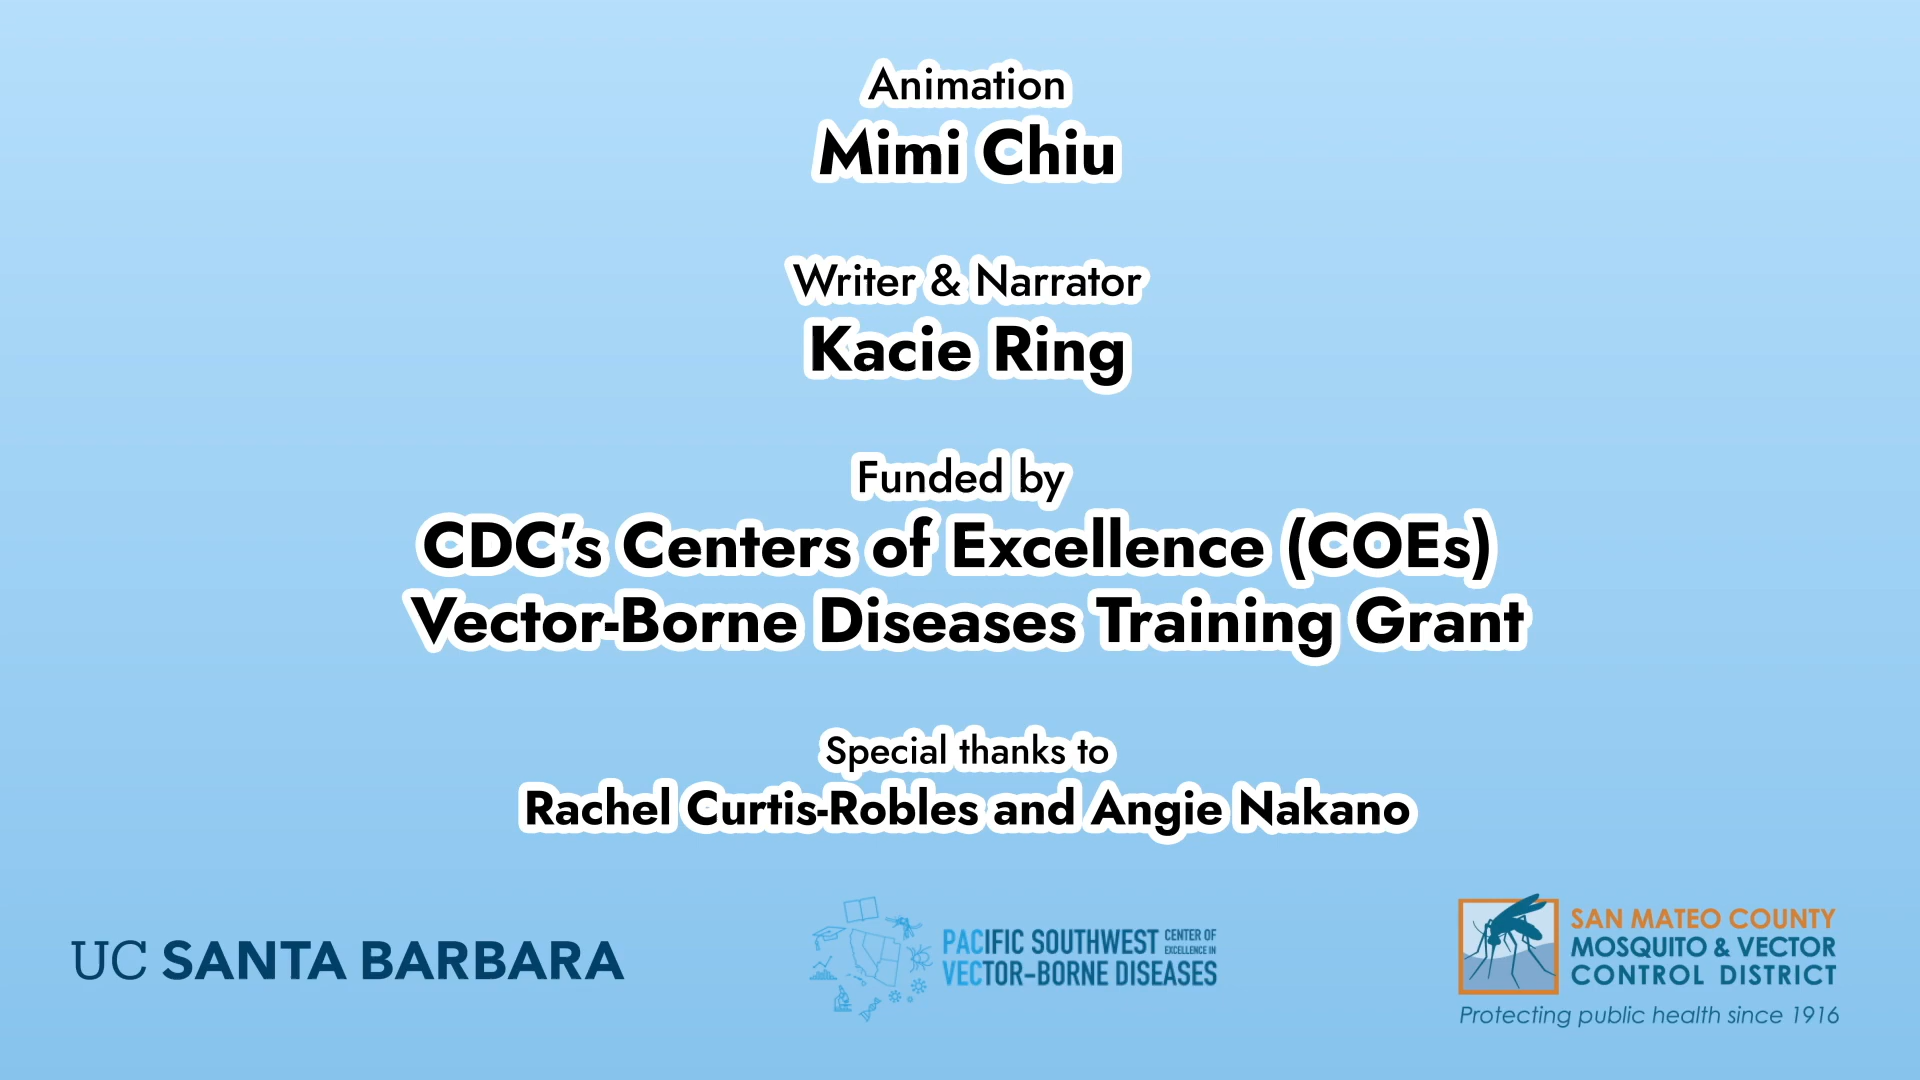 Animation
Mimi Chiu
Writer & Narrator
Kacie Ring
Funded by
CDC's Centers of Excellence (COEs)
Vector-Borne Diseases Training Grant
Special thanks to
Rachel Curtis-Robles and Angie Nakano
UC SANTA BARBARA
PACIFIC SOUTHWEST CENTER OF EXCELLENCE IN
VECTOR-BORNE DISEASES
SAN MATEO COUNTY
MOSQUITO & VECTOR
CONTROL DISTRICT
Protecting public health since 1916